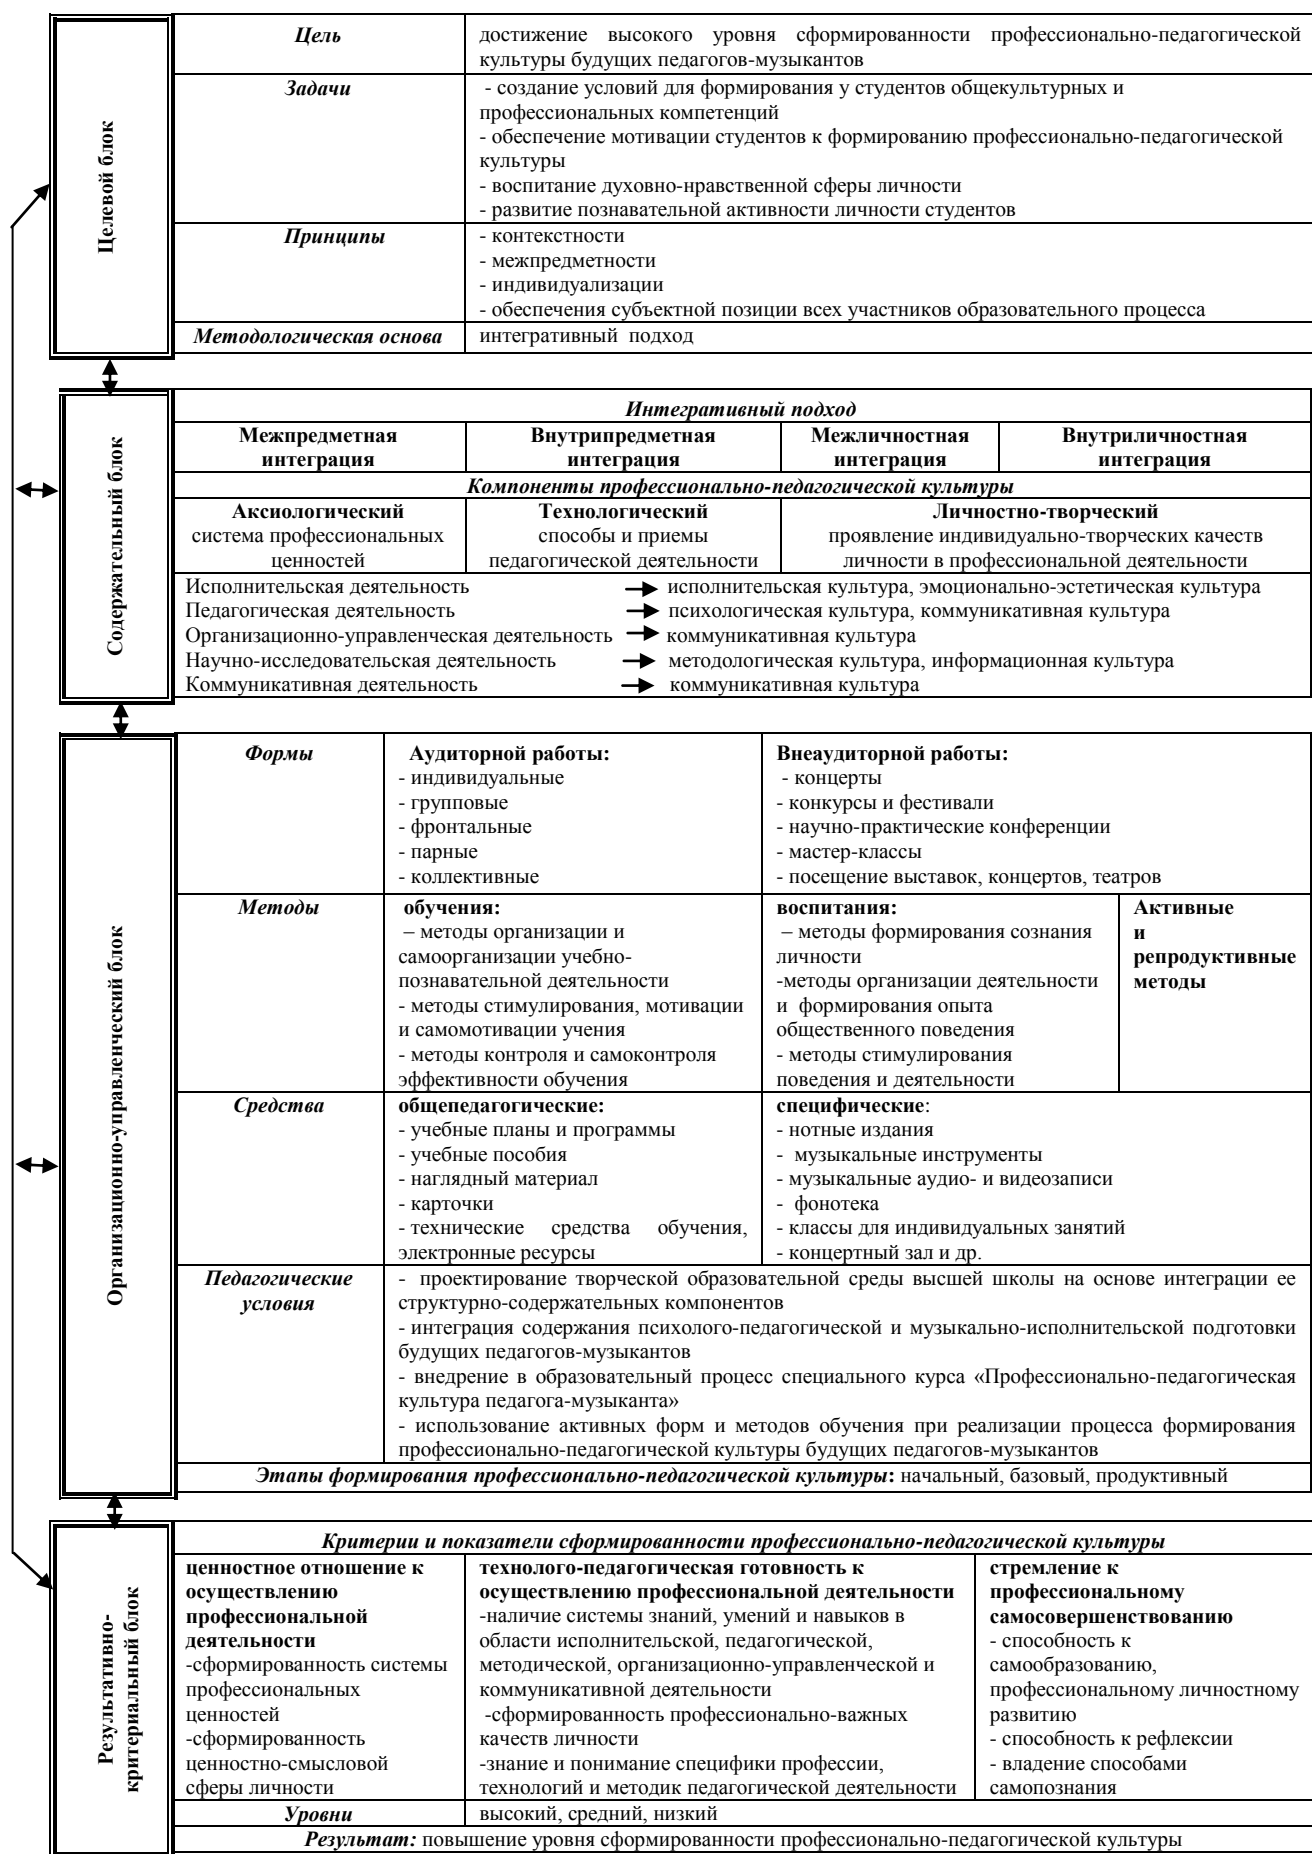 Целевой блок
Цель
достижение высокого уровня сформированности профессионально-педагогической
культуры будущих педагогов-музыкантов
Задачи
- создание условий для формирования у студентов общекультурных и
профессиональных компетенций
- обеспечение мотивации студентов к формированию профессионально-педагогической
культуры
- воспитание духовно-нравственной сферы личности
- развитие познавательной активности личности студентов
Принципы
- контекстности
- межпредметности
- индивидуализации
- обеспечения субъектной позиции всех участников образовательного процесса
Методологическая основа
интегративный подход
Содержательный блок
Интегративный подход
Межпредметная
интеграция
Внутрипредметная
интеграция
Межличностная
интеграция
Внутриличностная
интеграция
Компоненты профессионально-педагогической культуры
Аксиологический
система профессиональных
ценностей
Технологический
способы и приемы
педагогической деятельности
Личностно-творческий
проявление индивидуально-творческих качеств
личности в профессиональной деятельности
Исполнительская деятельность → исполнительская культура, эмоционально-эстетическая культура
Педагогическая деятельность → психологическая культура, коммуникативная культура
Организационно-управленческая деятельность → коммуникативная культура
Научно-исследовательская деятельность → методологическая культура, информационная культура
Коммуникативная деятельность → коммуникативная культура
Организационно-управленческий блок
Формы
Аудиторной работы:
- индивидуальные
- групповые
- фронтальные
- парные
- коллективные
Внеаудиторной работы:
- концерты
- конкурсы и фестивали
- научно-практические конференции
- мастер-классы
- посещение выставок, концертов, театров
Методы
обучения:
– методы организации и
самоорганизации учебно-
познавательной деятельности
- методы стимулирования, мотивации
и самомотивации учения
- методы контроля и самоконтроля
эффективности обучения
воспитания:
– методы формирования сознания
личности
-методы организации деятельности
и формирования опыта
общественного поведения
- методы стимулирования
поведения и деятельности
Активные
и
репродуктивные
методы
Средства
общепедагогические:
- учебные планы и программы
- учебные пособия
- наглядный материал
- карточки
- технические средства обучения,
электронные ресурсы
специфические:
- нотные издания
- музыкальные инструменты
- музыкальные аудио- и видеозаписи
- фонотека
- классы для индивидуальных занятий
- концертный зал и др.
Педагогические
условия
- проектирование творческой образовательной среды высшей школы на основе интеграции ее
структурно-содержательных компонентов
- интеграция содержания психолого-педагогической и музыкально-исполнительской подготовки
будущих педагогов-музыкантов
- внедрение в образовательный процесс специального курса «Профессионально-педагогическая
культура педагога-музыканта»
- использование активных форм и методов обучения при реализации процесса формирования
профессионально-педагогической культуры будущих педагогов-музыкантов
Этапы формирования профессионально-педагогической культуры: начальный, базовый, продуктивный
Результативно-
критериальный блок
Критерии и показатели сформированности профессионально-педагогической культуры
ценностное отношение к
осуществлению
профессиональной
деятельности
-сформированность системы
профессиональных
ценностей
-сформированность
ценностно-смысловой
сферы личности
технолого-педагогическая готовность к
осуществлению профессиональной деятельности
-наличие системы знаний, умений и навыков в
области исполнительской, педагогической,
методической, организационно-управленческой и
коммуникативной деятельности
-сформированность профессионально-важных
качеств личности
-знание и понимание специфики профессии,
технологий и методик педагогической деятельности
стремление к
профессиональному
самосовершенствованию
- способность к
самообразованию,
профессиональному личностному
развитию
- способность к рефлексии
- владение способами
самопознания
Уровни
высокий, средний, низкий
Результат: повышение уровня сформированности профессионально-педагогической культуры